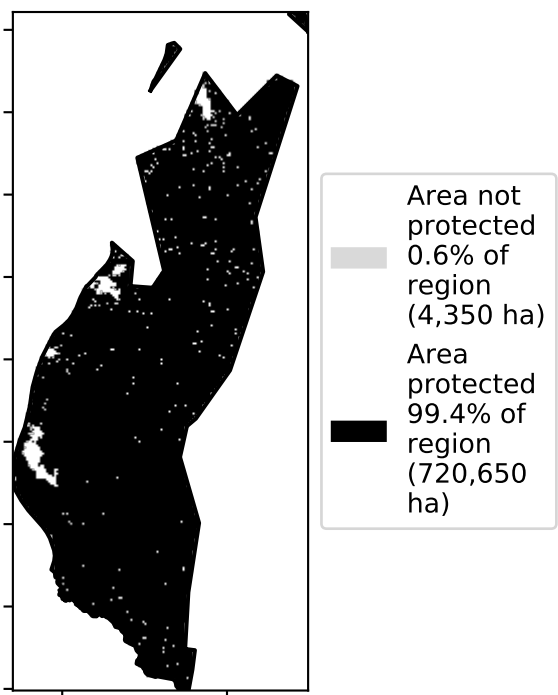 Area not
protected
0.6% of
region
(4,350 ha)
Area
protected
99.4% of
region
(720,650
ha)